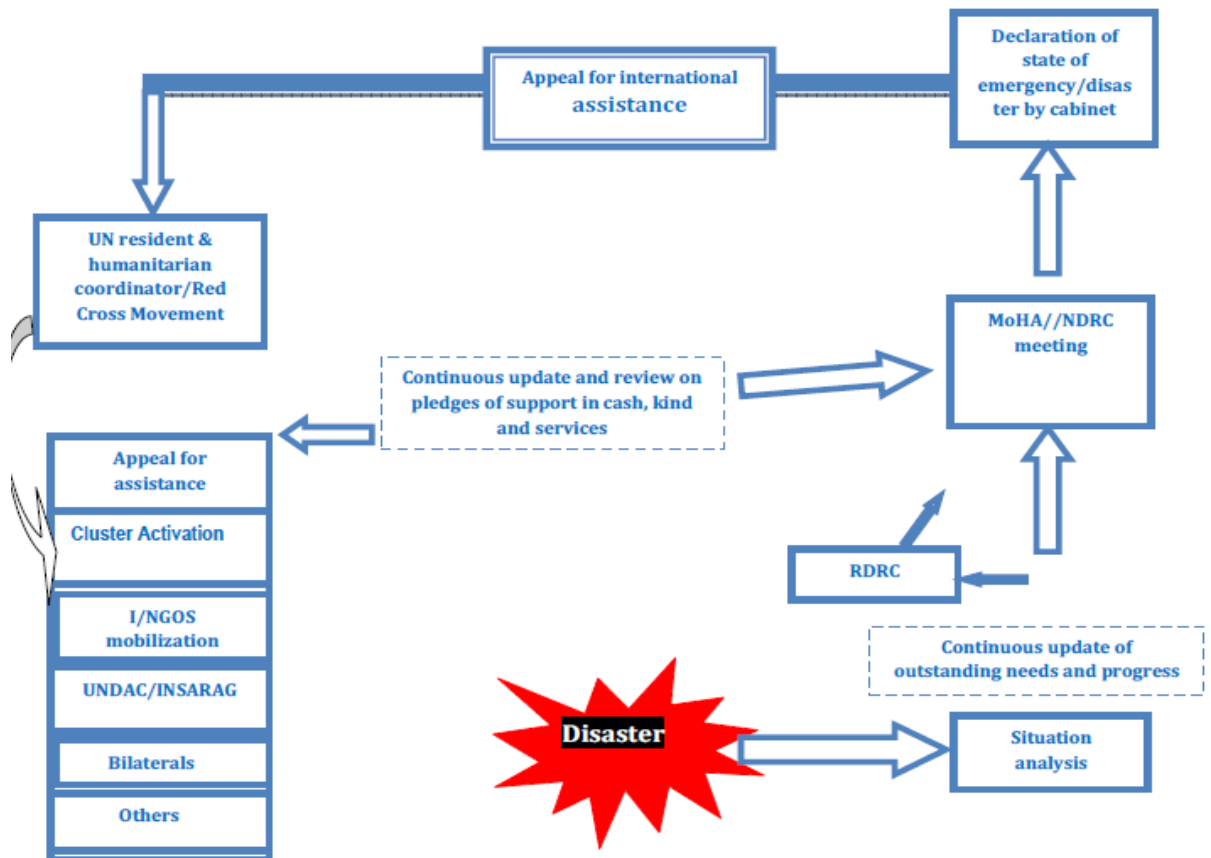 Appeal for international
assistance
Declaration of
state of
emergency/disas
ter by cabinet
UN resident &
humanitarian
coordinator/Red
Cross Movement
MoHA//NDRC
meeting
Continuous update and review on
pledges of support in cash, kind
and services
Appeal for
assistance
Cluster Activation
I/NGOS
mobilization
UNDAC/INSARAG
Bilaterals
Others
RDRC
Continuous update of
outstanding needs and progress
Disaster
Situation
analysis